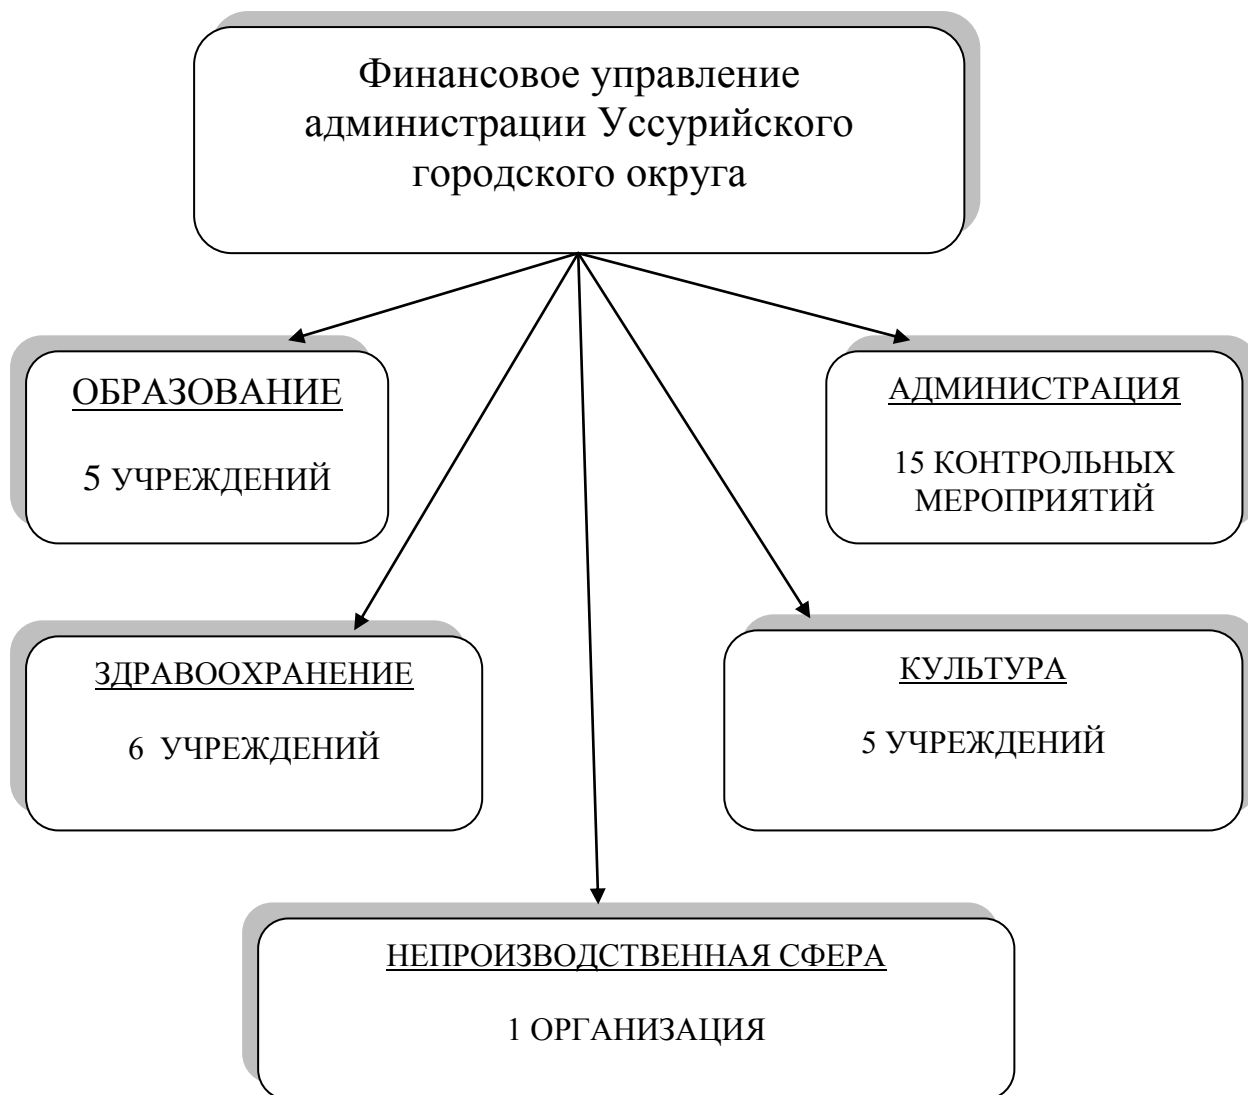 Финансовое управление
администрации Уссурийского
городского округа
ОБРАЗОВАНИЕ
5 УЧРЕЖДЕНИЙ
АДМИНИСТРАЦИЯ
15 КОНТРОЛЬНЫХ
МЕРОПРИЯТИЙ
ЗДРАВООХРАНЕНИЕ
6 УЧРЕЖДЕНИЙ
КУЛЬТУРА
5 УЧРЕЖДЕНИЙ
НЕПРОИЗВОДСТВЕННАЯ СФЕРА
1 ОРГАНИЗАЦИЯ